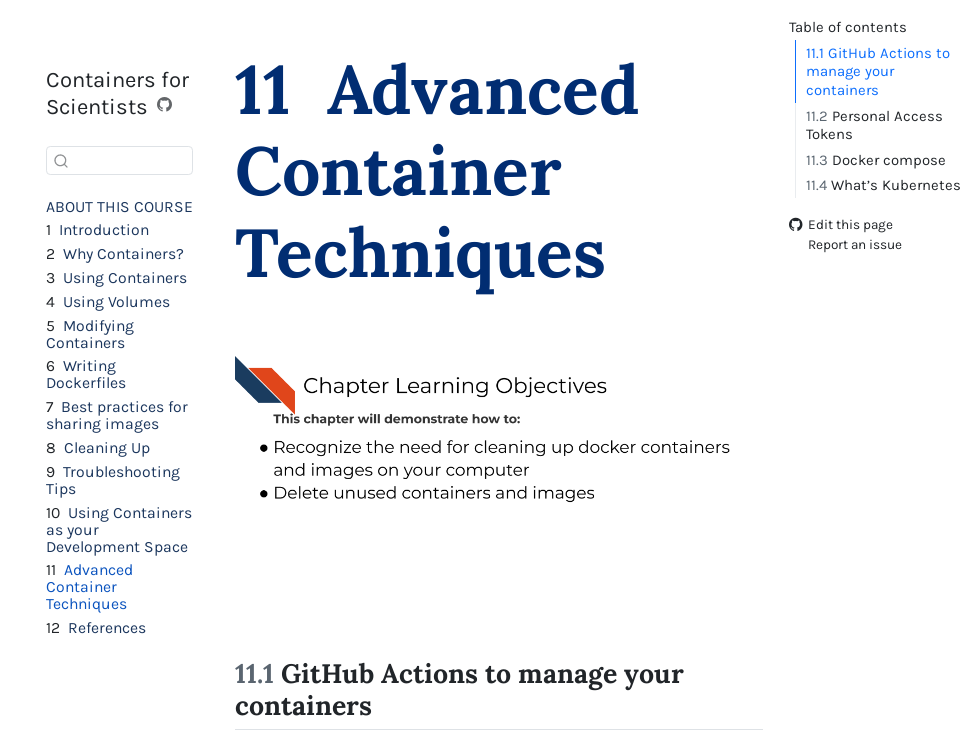 Containers for
Scientists
ABOUT THIS COURSE
1 Introduction
2 Why Containers?
3 Using Containers
4 Using Volumes
5 Modifying
Containers
6 Writing
Dockerfiles
7 Best practices for
sharing images
8 Cleaning Up
9 Troubleshooting
Tips
10 Using Containers
as your
Development Space
11 Advanced
Container
Techniques
12 References
11 Advanced
Container
Techniques
Chapter Learning Objectives
This chapter will demonstrate how to:
● Recognize the need for cleaning up docker containers
and images on your computer
● Delete unused containers and images
11.1 GitHub Actions to manage your
containers
Table of contents
11.1 GitHub Actions to
manage your
containers
11.2 Personal Access
Tokens
11.3 Docker compose
11.4 What’s Kubernetes
Edit this page
Report an issue